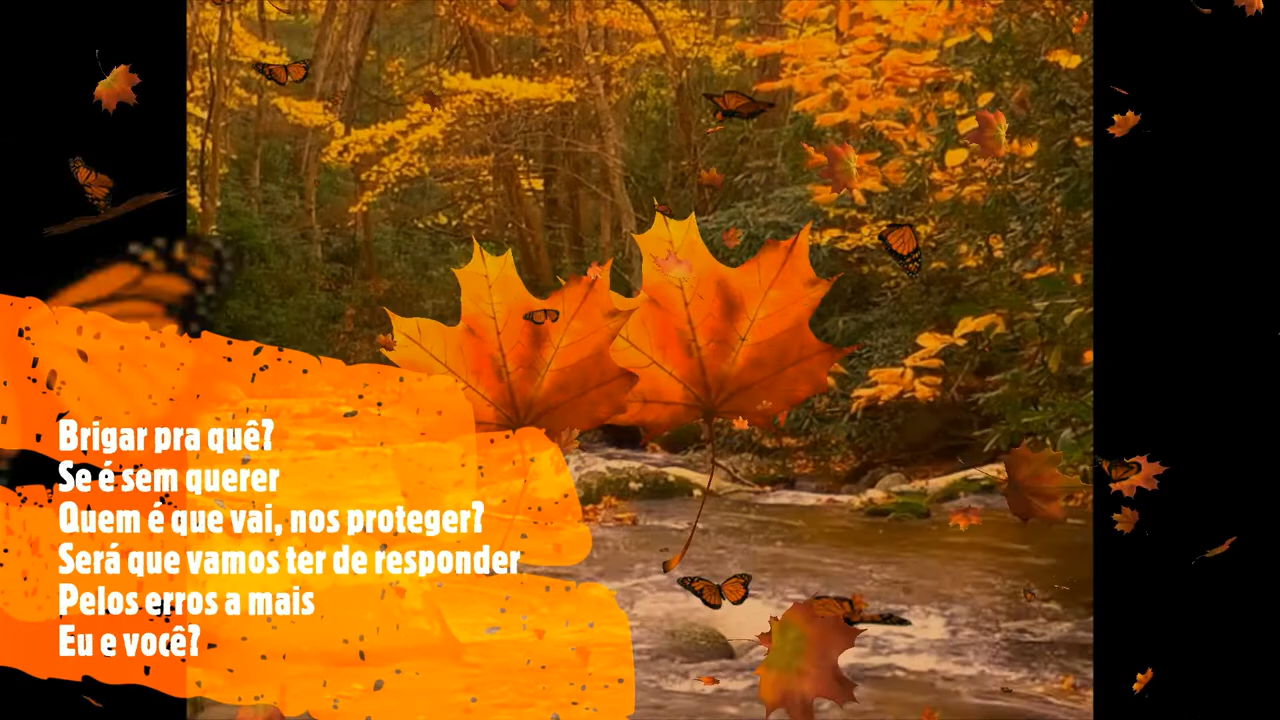 Brigar pra quê?
Se é sem querer
Quem é que vai, nos proteger?
Será que vamos ter de responder
Pelos erros a mais
Eu e você?